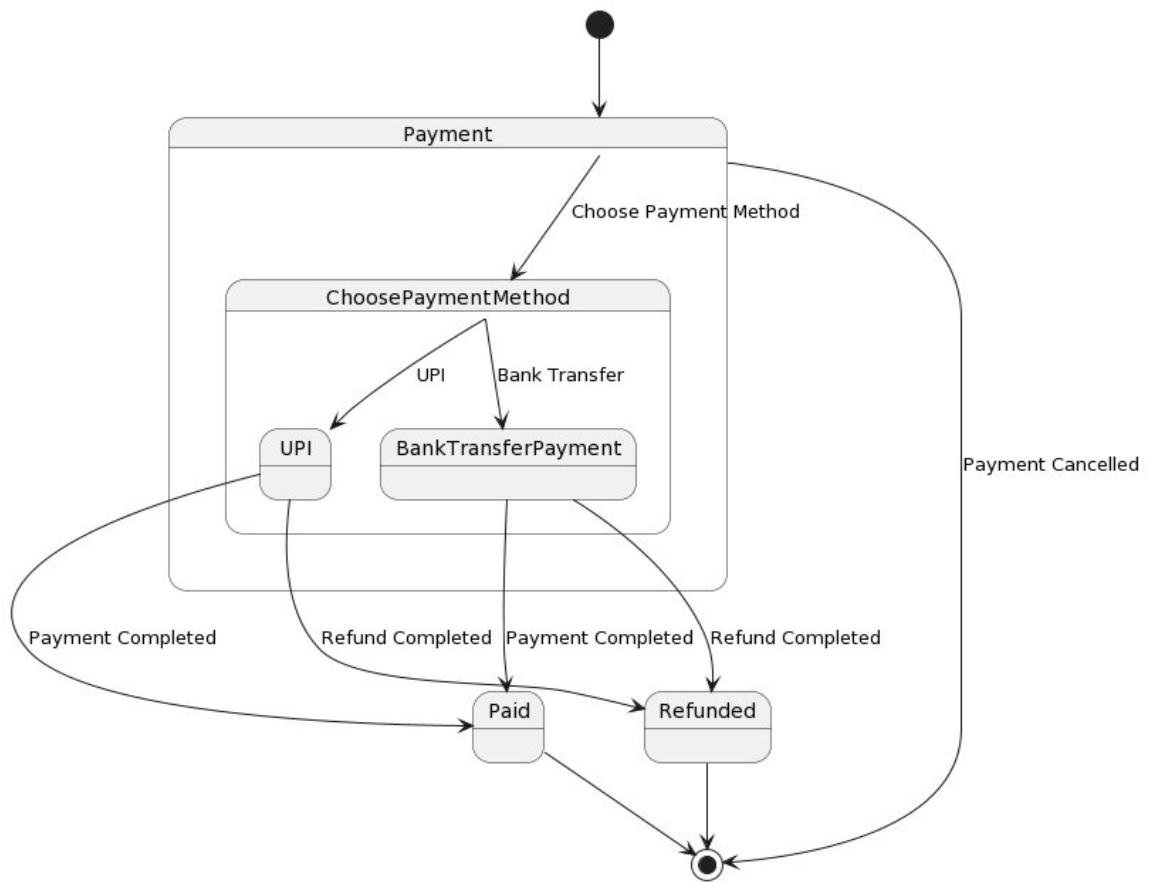 Payment
Choose Payment Method
ChoosePaymentMethod
UPI
Bank Transfer
UPI
BankTransferPayment
Payment Cancelled
Payment Completed
Refund Completed
Payment Completed
Refund Completed
Paid
Refunded